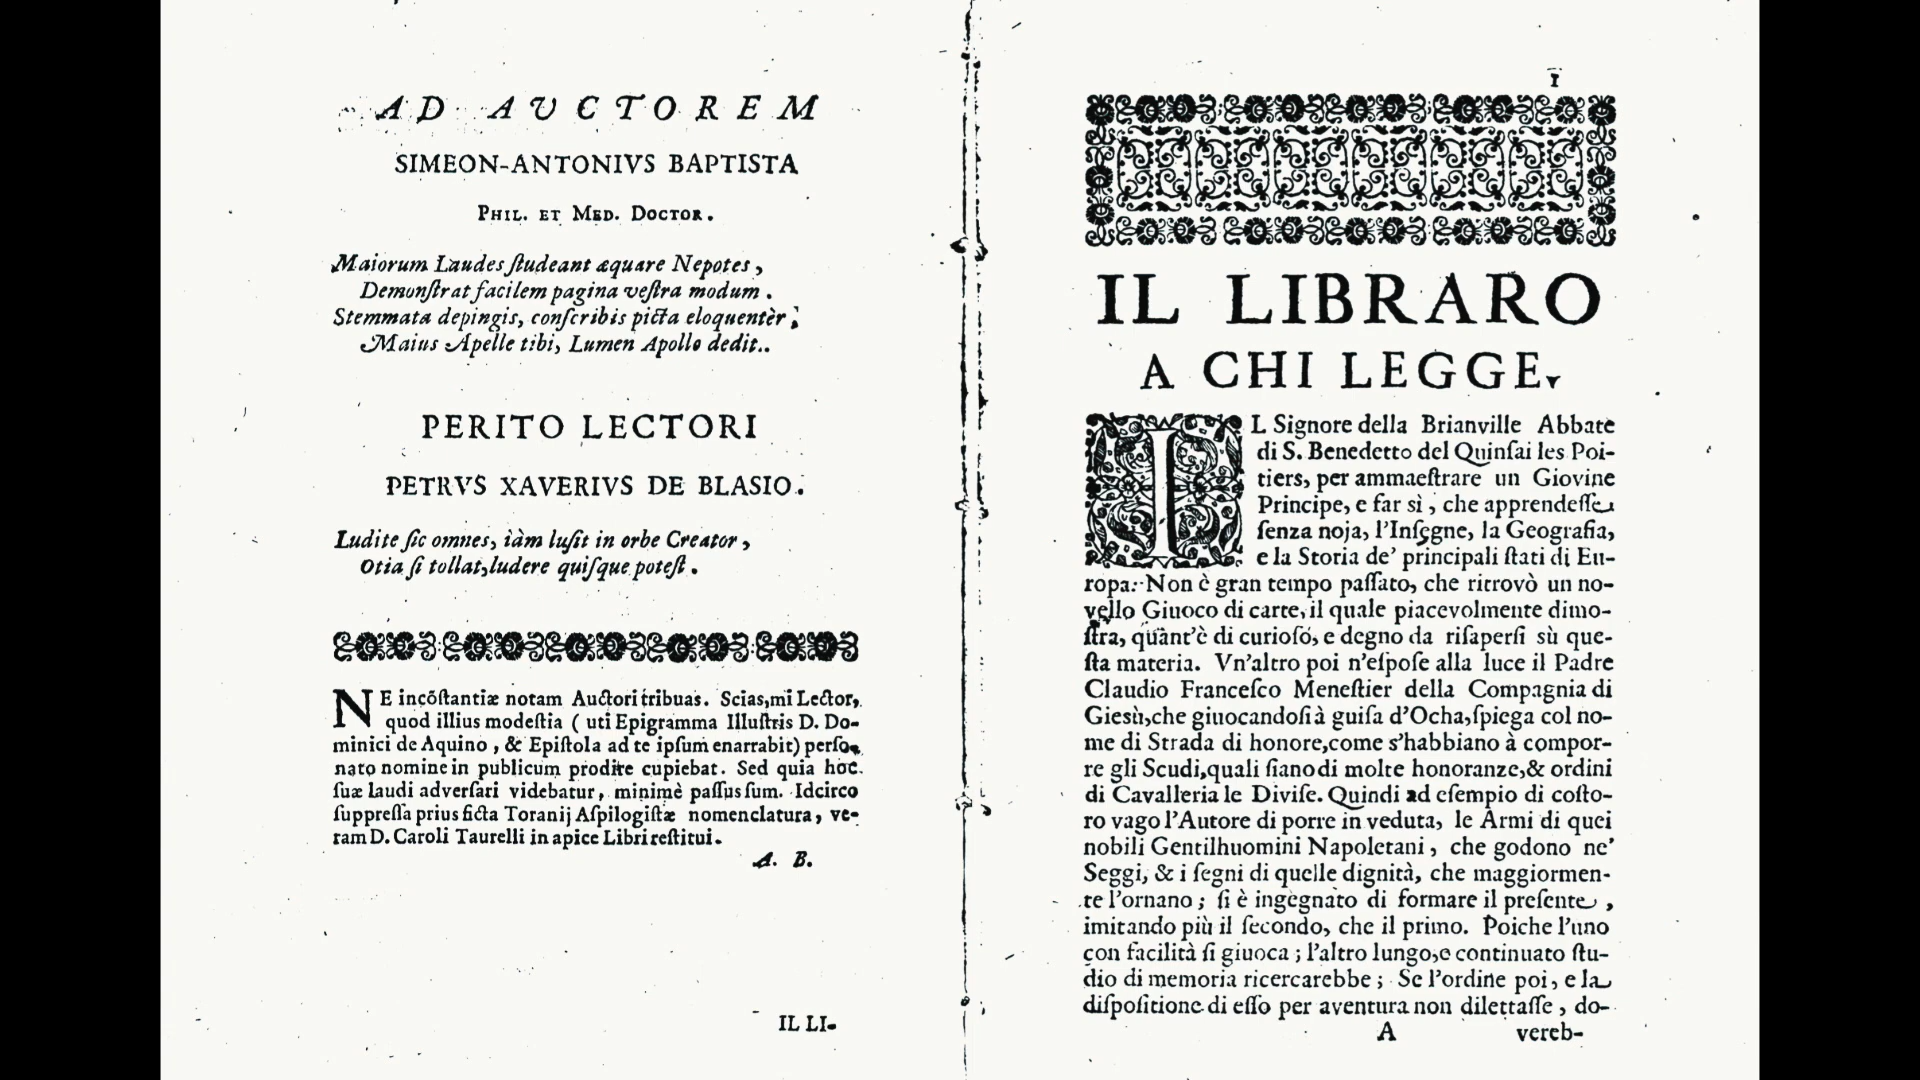 AD AUCTOREM
SIMEON-ANTONIVS BAPTISTA
PHIL. ET MED. DOCTOR.
Maiorum Laudes ſtudeant æquare Nepotes,
Demonſtrat facilem pagina veſtra modum.
Stemmata depingis, conſcribis picta eloquentèr;
Maius Apelle tibi, Lumen Apollo dedit..
PERITO LECTORI
PETRVS XAVERIVS DE BLASIO.
Ludite ſic omnes, iàm luſit in orbe Creator,
Otia ſi tollat, ludere quiſque poteſt.
NE incõſtantiæ notam Auctori tribuas. Scias, mi Lector,
quod illius modeſtia (uti Epigramma Illuſtris D. Do-
minici de Aquino, & Epiſtola ad te ipſum enarrabit) perſo-
nato nomine in publicum prodire cupiebat. Sed quia hoc
ſuæ laudi adverſari videbatur, minimè paſſus ſum. Idcirco
ſuppreſſa prius ficta Toranij Aſpilogiſtæ nomenclatura, ve-
ram D. Caroli Taurelli in apice Libri reſtitui.
A. B.
IL LI-
1
IL LIBRARO
A CHI LEGGE.
IL Signore della Brianville Abbate
di S. Benedetto del Quinſai les Poi-
tiers, per ammaeſtrare un Giovine
Principe, e far sì, che apprendeſſe
ſenza noja, l'Inſegne, la Geografia,
e la Storia de' principali ſtati di Eu-
ropa: Non è gran tempo paſſato, che ritrovò un no-
vello Giuoco di carte, il quale piacevolmente dimo-
ſtra, quant'è di curioſo, e degno da riſaperſi sù que-
ſta materia. Vn'altro poi n'eſpoſe alla luce il Padre
Claudio Franceſco Meneſtier della Compagnia di
Giesù, che giuocandoſi à guiſa d'Ocha, ſpiega col no-
me di Strada di honore, come s'habbiano à compor-
re gli Scudi, quali ſiano di molte honoranze, & ordini
di Cavalleria le Diviſe. Quindi ad eſempio di coſto-
ro vago l'Autore di porre in veduta, le Armi di quei
nobili Gentilhuomini Napoletani, che godono ne'
Seggi, & i ſegni di quelle dignità, che maggiormen-
te l'ornano; ſi è ingegnato di formare il preſente,
imitando più il ſecondo, che il primo. Poiche l'uno
con facilità ſi giuoca; l'altro lungo, e continuato ſtu-
dio di memoria ricercarebbe; Se l'ordine poi, e la
diſpoſitione di eſſo per aventura non dilettaſſe, do-
A vereb-